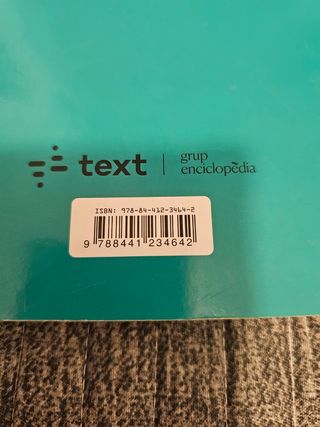 text
grup
enciclopèdia
ISBN: 978-84-412-3464-2
9 788441 234642